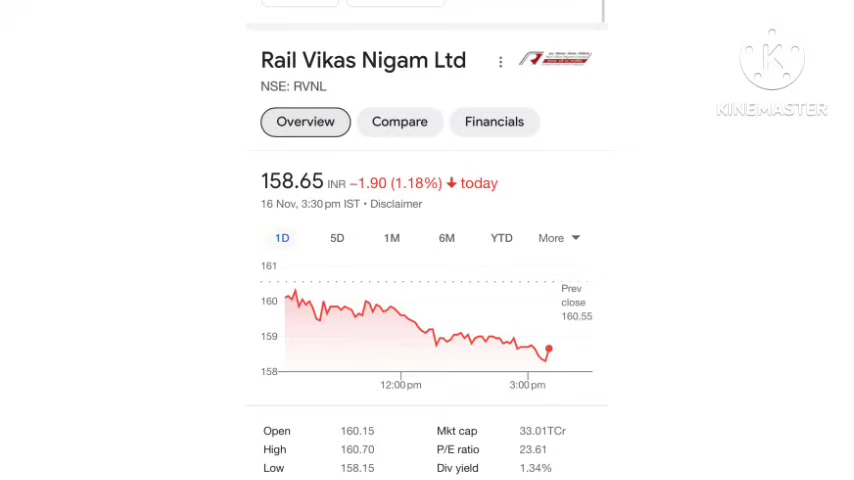 Rail Vikas Nigam Ltd
NSE: RVNL
Overview Compare Financials
158.65 INR −1.90 (1.18%) ↓ today
16 Nov, 3:30 pm IST • Disclaimer
1D 5D 1M 6M YTD More
161
160
159
158
Prev
close
160.55
12:00 pm 3:00 pm
Open 160.15 Mkt cap 33.01TCr
High 160.70 P/E ratio 23.61
Low 158.15 Div yield 1.34%
K
KINEMASTER